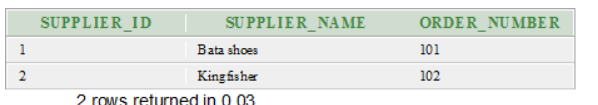 SUPPLIER_ID SUPPLIER_NAME ORDER_NUMBER
1 Bata shoes 101
2 Kingfisher 102
2 rows returned in 0.03